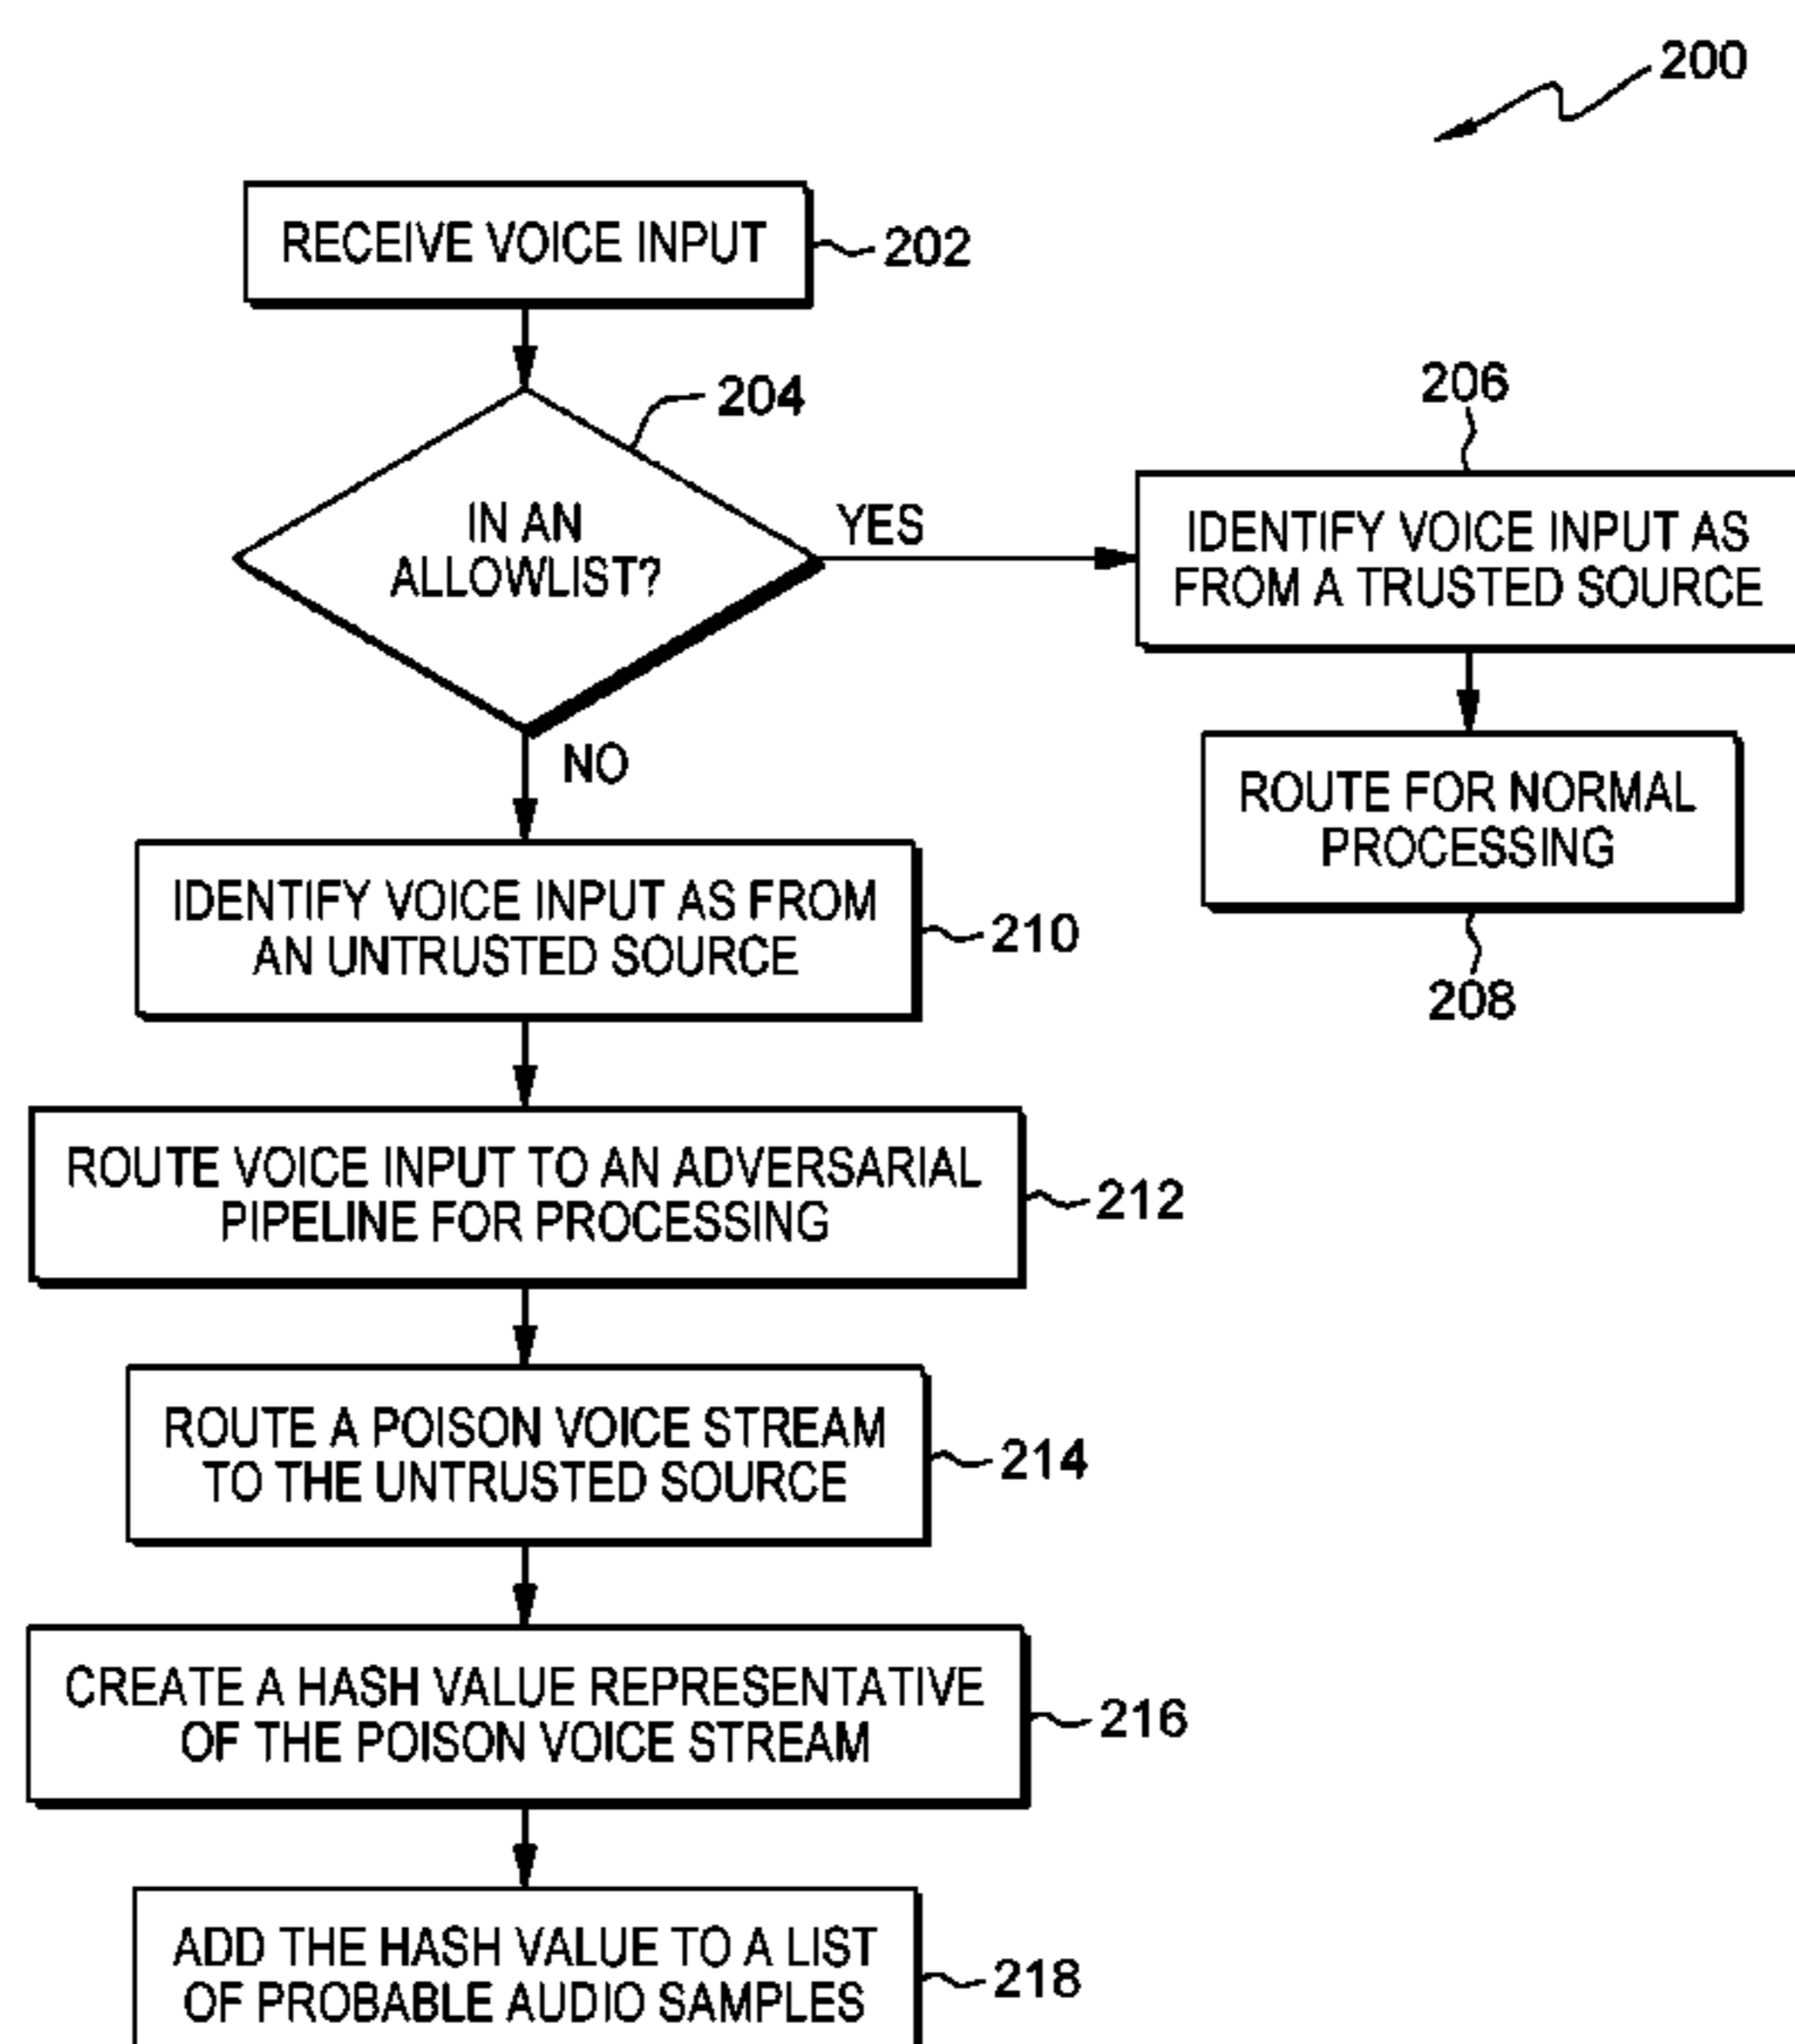 200
RECEIVE VOICE INPUT
202
204
IN AN
ALLOWLIST?
YES
206
IDENTIFY VOICE INPUT AS
FROM A TRUSTED SOURCE
ROUTE FOR NORMAL
PROCESSING
208
NO
IDENTIFY VOICE INPUT AS FROM
AN UNTRUSTED SOURCE
210
ROUTE VOICE INPUT TO AN ADVERSARIAL
PIPELINE FOR PROCESSING
212
ROUTE A POISON VOICE STREAM
TO THE UNTRUSTED SOURCE
214
CREATE A HASH VALUE REPRESENTATIVE
OF THE POISON VOICE STREAM
216
ADD THE HASH VALUE TO A LIST
OF PROBABLE AUDIO SAMPLES
218